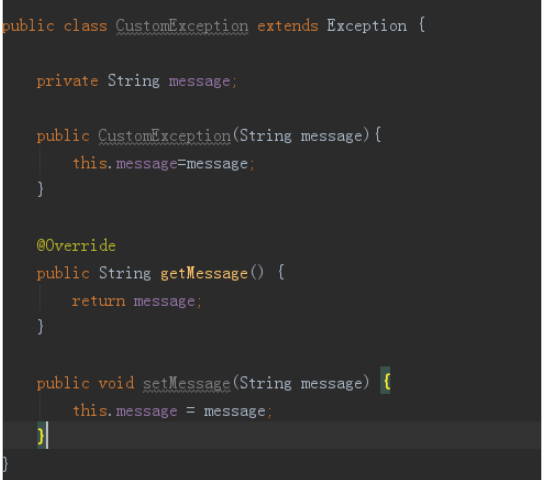 public class CustomException extends Exception {
private String message;
public CustomException(String message){
this.message=message;
}
@Override
public String getMessage() {
return message;
}
public void setMessage(String message) {
this.message = message;
}
}